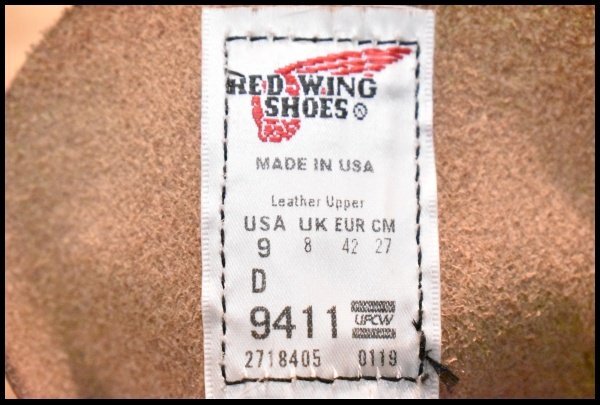 RED WING
SHOES®
MADE IN USA
Leather Upper
USA UK EUR CM
9 8 42 27
D
9411 UFCW
2718405 0119